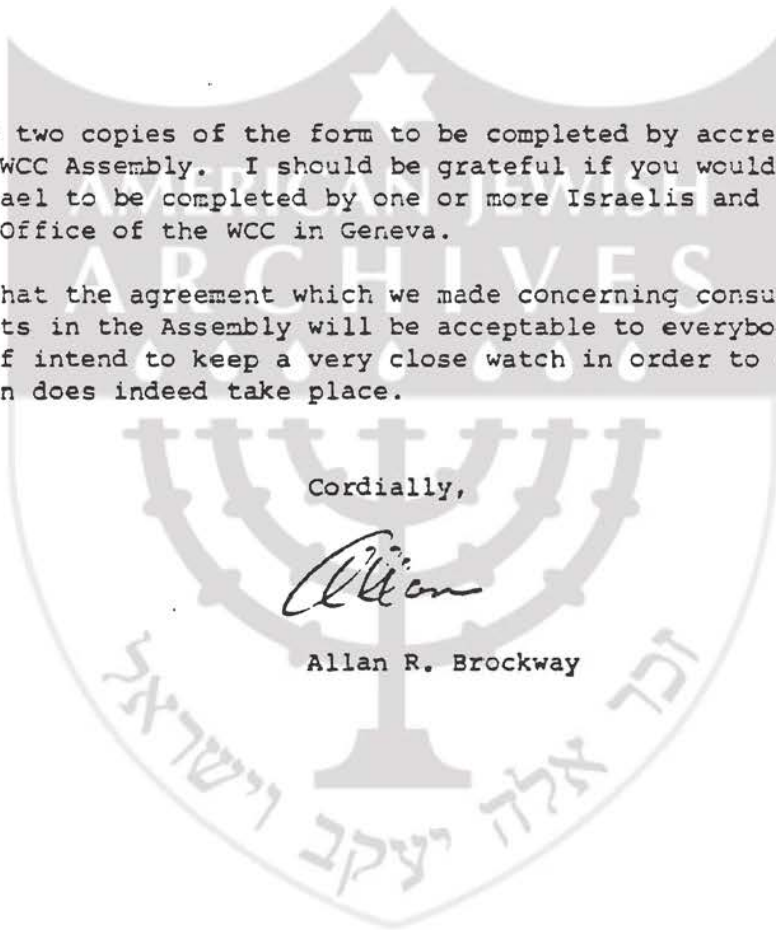 two copies of the form to be completed by accre
WCC Assembly. I should be grateful if you would
ael to be completed by one or more Israelis and
Office of the WCC in Geneva.
hat the agreement which we made concerning consu
ts in the Assembly will be acceptable to everybo
f intend to keep a very close watch in order to
n does indeed take place.
AMERICAN JEWISH
ARCHIVES
Cordially,
Allan
Allan R. Brockway
זכר אלה יעקב וישראל